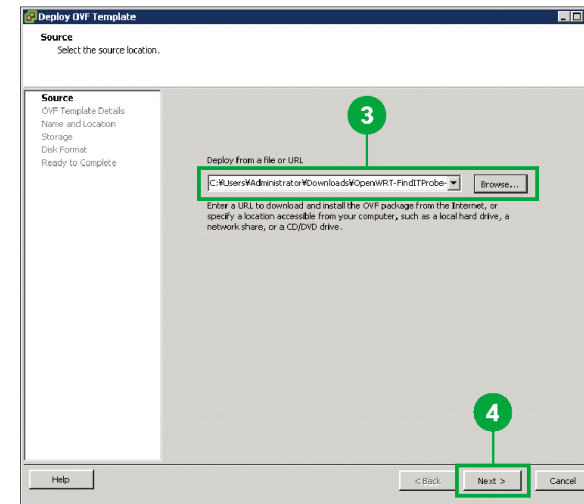 Deploy OVF Template
Source
Select the source location.
Source
OVF Template Details
Name and Location
Storage
Disk Format
Ready to Complete
3
Deploy from a file or URL
C:¥Users¥Administrator¥Downloads¥OpenWRT-FindITProbe-
Browse...
Enter a URL to download and install the OVF package from the Internet, or
specify a location accessible from your computer, such as a local hard drive, a
network share, or a CD/DVD drive.
4
Help
< Back
Next >
Cancel